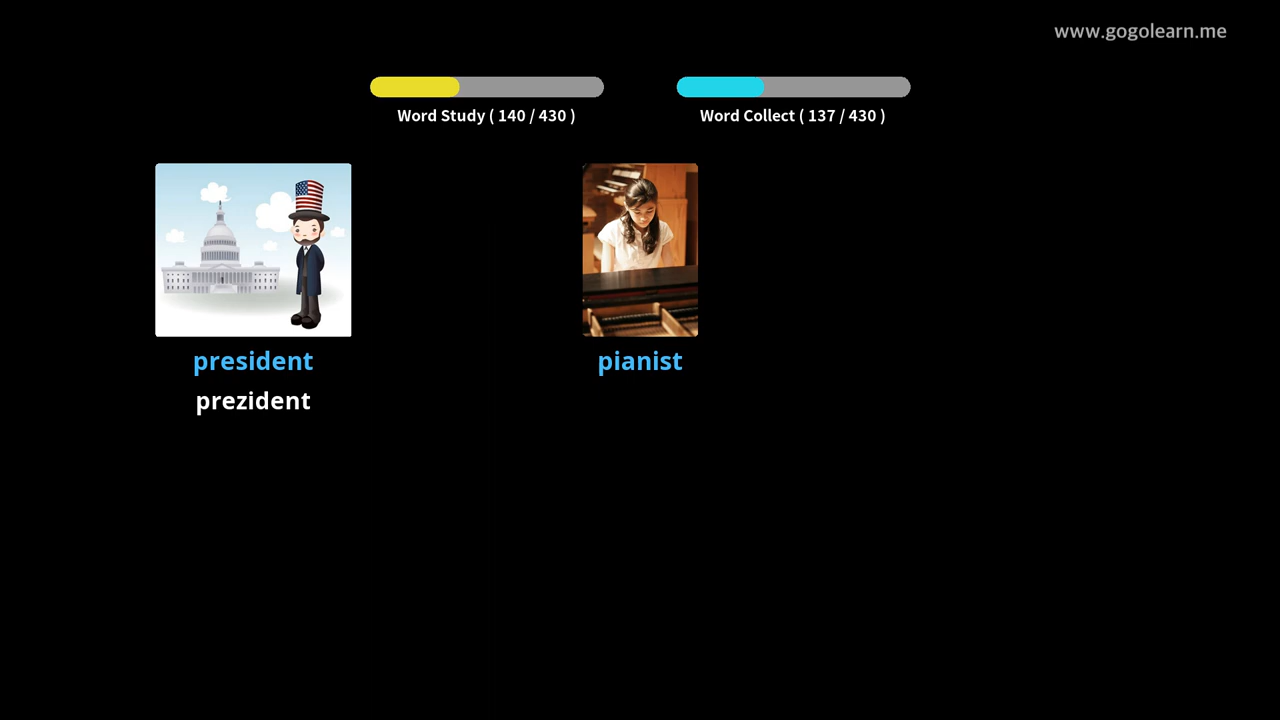 www.gogolearn.me
Word Study ( 140 / 430 )
Word Collect ( 137 / 430 )
president
prezident
pianist